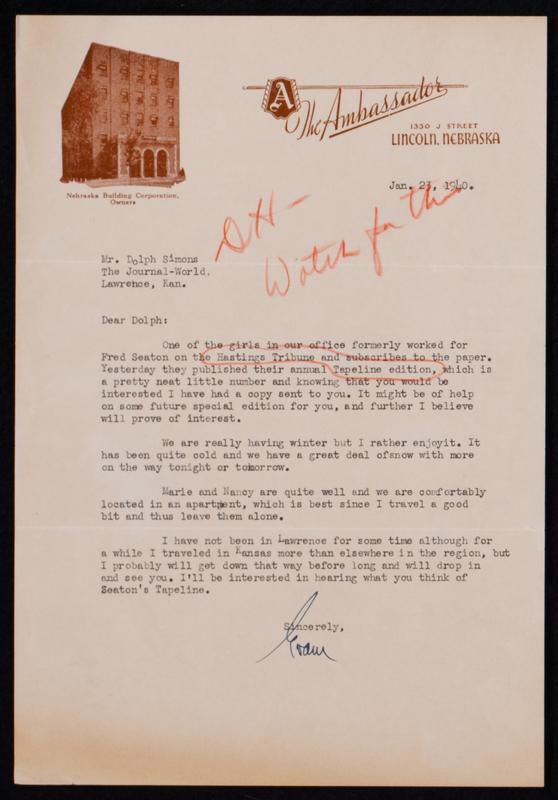 A
The Ambassador
1330 J STREET
LINCOLN, NEBRASKA
Nebraska Building Corporation,
Owners
Jan. 23, 1940.
DH-
Watch for this
Mr. Dolph Simons
The Journal-World.
Lawrence, Kan.
Dear Dolph:
One of the girls in our office formerly worked for
Fred Seaton on the Hastings Tribune and subscribes to the paper.
Yesterday they published their annual Tapeline edition, which is
a pretty neat little number and knowing that you would be
interested I have had a copy sent to you. It might be of help
on some future special edition for you, and further I believe
will prove of interest.
We are really having winter but I rather enjoyit. It
has been quite cold and we have a great deal ofsnow with more
on the way tonight or tomorrow.
Marie and Nancy are quite well and we are comfortably
located in an apartment, which is best since I travel a good
bit and thus leave them alone.
I have not been in Lawrence for some time although for
a while I traveled in Kansas more than elsewhere in the region, but
I probably will get down that way before long and will drop in
and see you. I'll be interested in hearing what you think of
Seaton's Tapeline.
Sincerely,